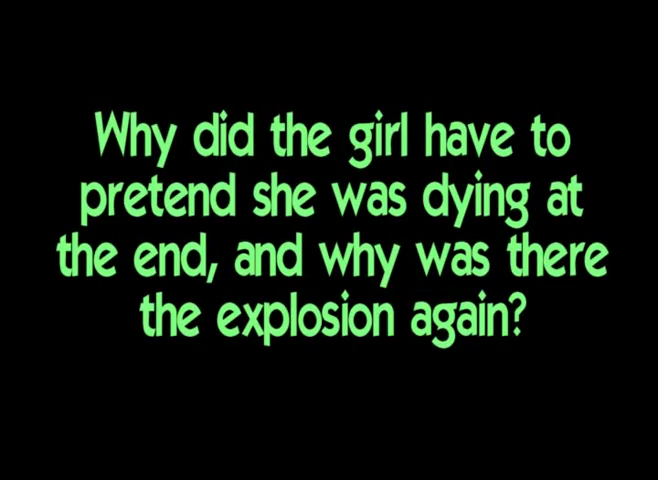 Why did the girl have to
pretend she was dying at
the end, and why was there
the explosion again?